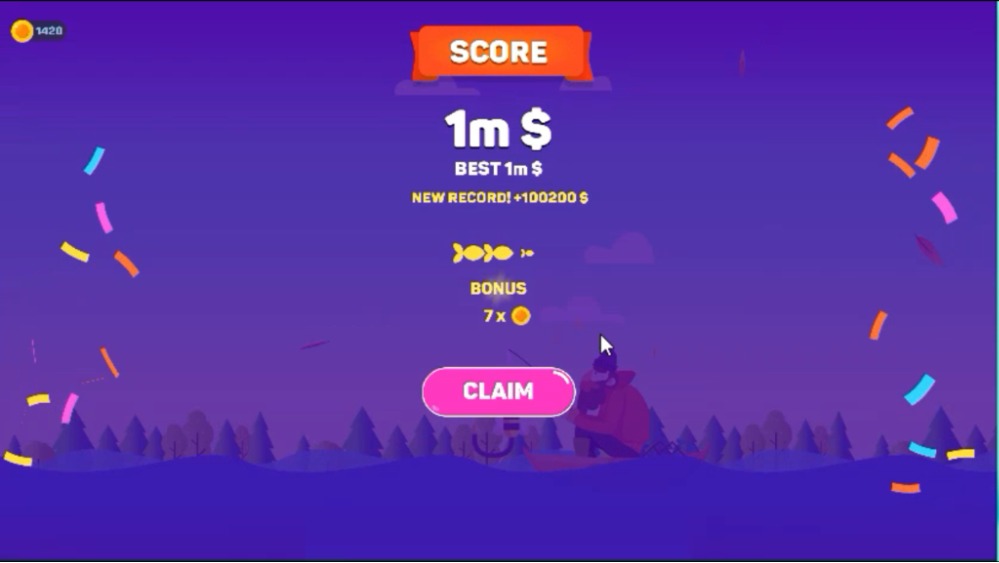 1420
SCORE
1m $
BEST 1m $
NEW RECORD! +100200 $
BONUS
7 x
CLAIM